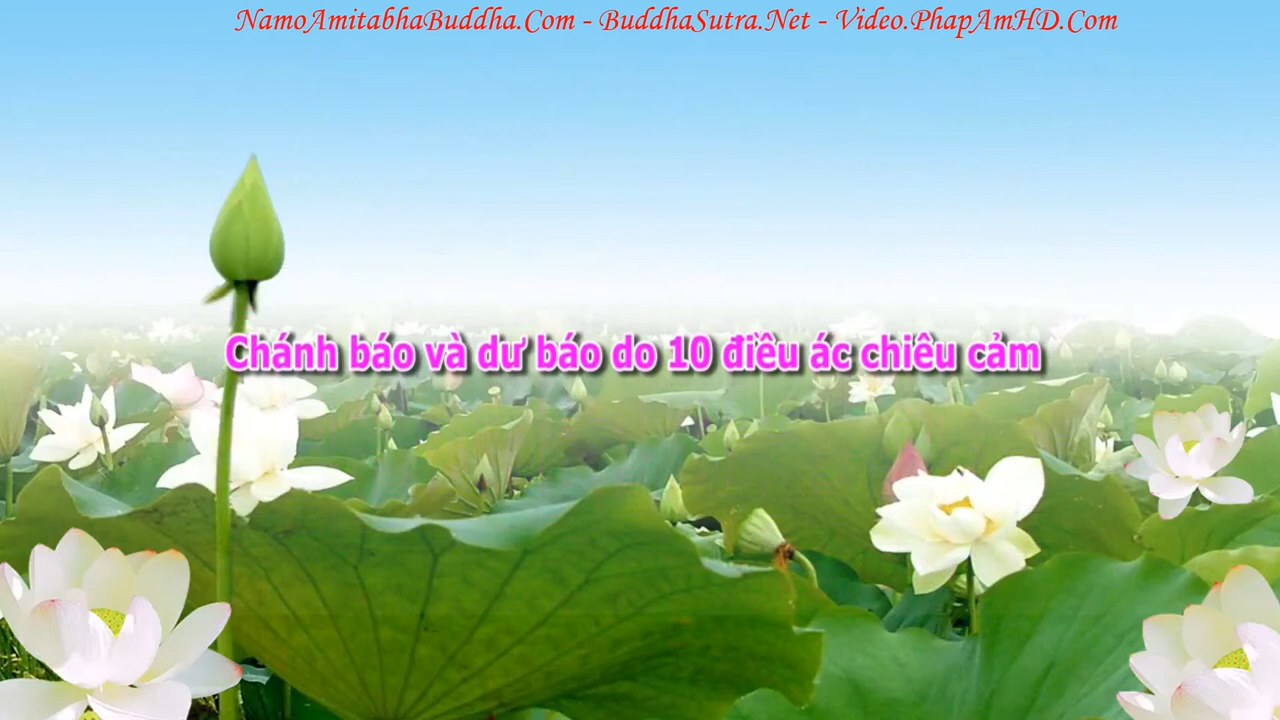 NamoAmitabhaBuddha.Com - BuddhaSutra.Net - Video.PhapAmHD.Com
Chánh báo và dư báo do 10 điều ác chiêu cảm